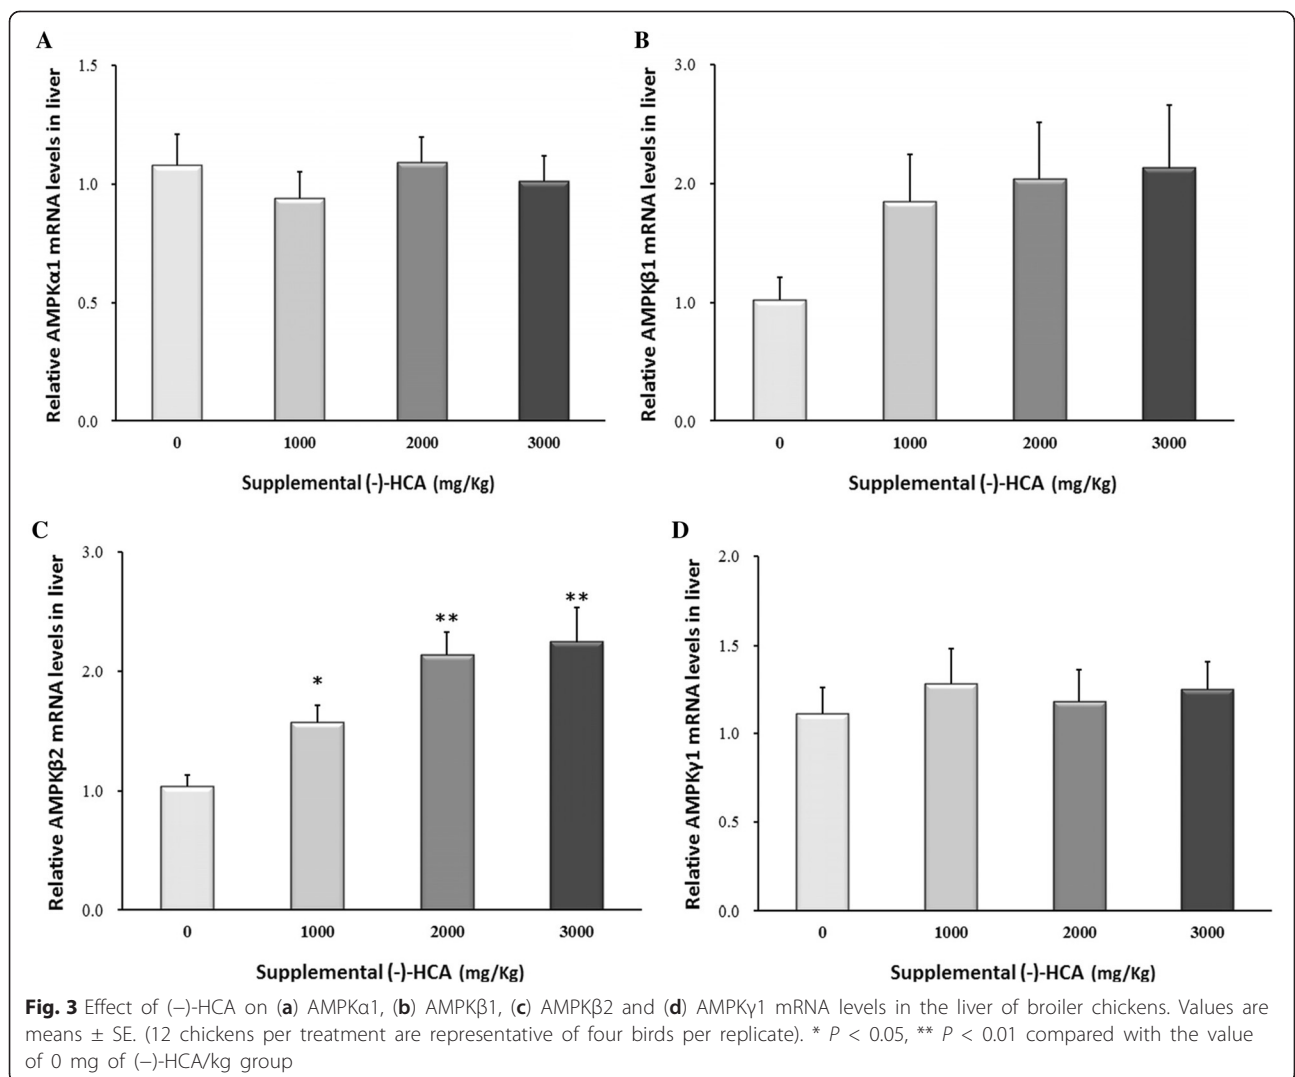 A
Relative AMPKα1 mRNA levels in liver
1.5
1.0
0.5
0.0
0 1000 2000 3000
Supplemental (-)-HCA (mg/Kg)
B
Relative AMPKβ1 mRNA levels in liver
3.0
2.0
1.0
0.0
0 1000 2000 3000
Supplemental (-)-HCA (mg/Kg)
C
Relative AMPKβ2 mRNA levels in liver
3.0
2.0
1.0
0.0
*
**
**
0 1000 2000 3000
Supplemental (-)-HCA (mg/Kg)
D
Relative AMPKγ1 mRNA levels in liver
2.0
1.5
1.0
0.5
0.0
0 1000 2000 3000
Supplemental (-)-HCA (mg/Kg)
Fig. 3 Effect of (−)-HCA on (a) AMPKα1, (b) AMPKβ1, (c) AMPKβ2 and (d) AMPKγ1 mRNA levels in the liver of broiler chickens. Values are
means ± SE. (12 chickens per treatment are representative of four birds per replicate). * P < 0.05, ** P < 0.01 compared with the value
of 0 mg of (−)-HCA/kg group